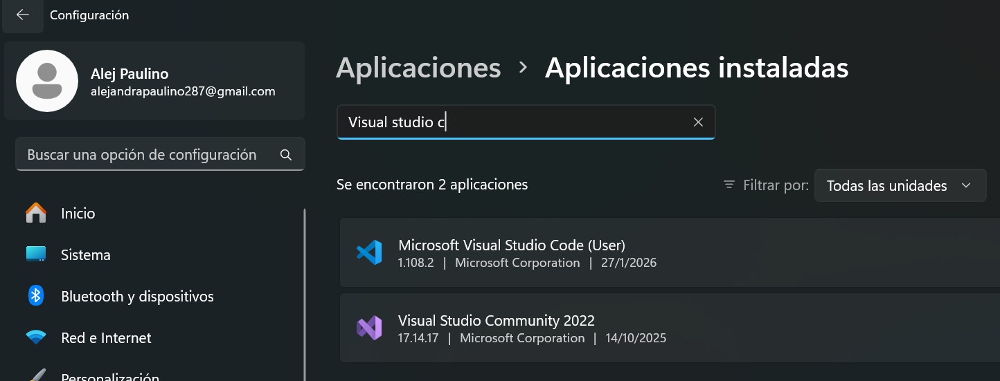 Configuración
Alej Paulino
alejandrapaulino287@gmail.com
Buscar una opción de configuración
Inicio
Sistema
Bluetooth y dispositivos
Red e Internet
Personalización
Aplicaciones > Aplicaciones instaladas
Visual studio c
Se encontraron 2 aplicaciones
Filtrar por: Todas las unidades
Microsoft Visual Studio Code (User)
1.108.2 | Microsoft Corporation | 27/1/2026
Visual Studio Community 2022
17.14.17 | Microsoft Corporation | 14/10/2025